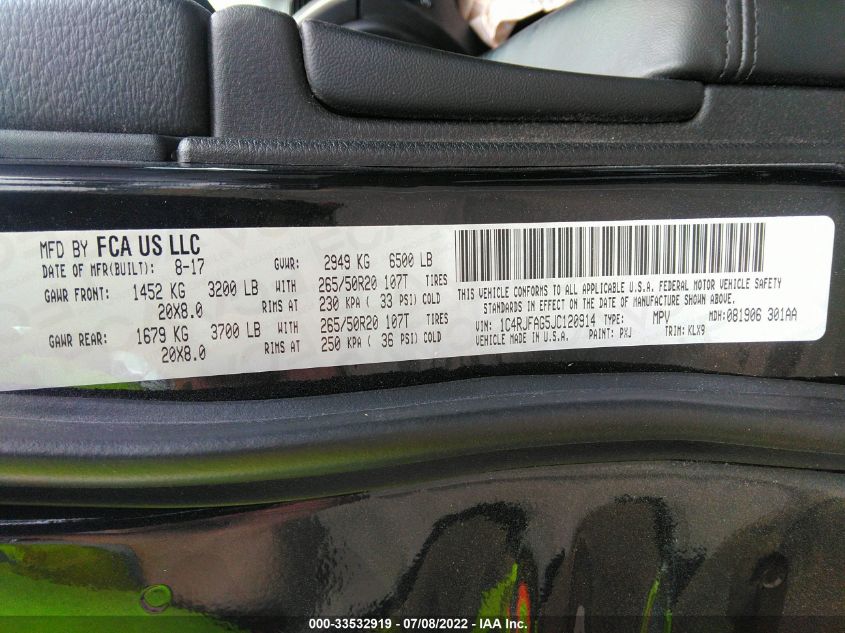 MFD BY FCA US LLC
DATE OF MFR(BUILT): 8-17 GVWR: 2949 KG 6500 LB
GAWR FRONT: 1452 KG 3200 LB WITH 265/50R20 107T TIRES
20X8.0 RIMS AT 230 KPA ( 33 PSI) COLD
GAWR REAR: 1679 KG 3700 LB WITH 265/50R20 107T TIRES
20X8.0 RIMS AT 250 KPA ( 36 PSI) COLD
THIS VEHICLE CONFORMS TO ALL APPLICABLE U.S.A. FEDERAL MOTOR VEHICLE SAFETY
STANDARDS IN EFFECT ON THE DATE OF MANUFACTURE SHOWN ABOVE.
VIN: 1C4RJFAG5JC120914 TYPE: MPV MDH: 081906 301AA
VEHICLE MADE IN U.S.A. PAINT: PXJ TRIM: KLX9
000-33532919 / 07/08/2022 - IAA Inc.